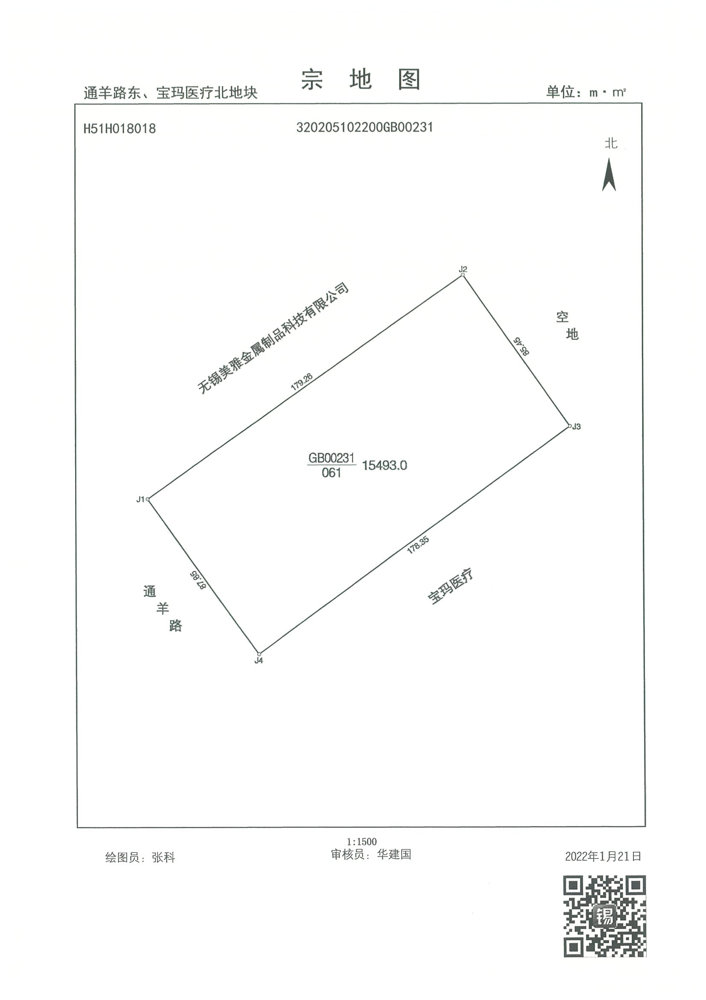 宗 地 图
通羊路东、宝玛医疗北地块
单位：m·㎡
H51H018018
320205102200GB00231
北
J2
无锡美雅金属制品科技有限公司
空地
85.45
179.26
J3
GB00231
061
15493.0
J1
178.35
87.85
宝玛医疗
通羊路
J4
1:1500
绘图员：张科
审核员：华建国
2022年1月21日
锡